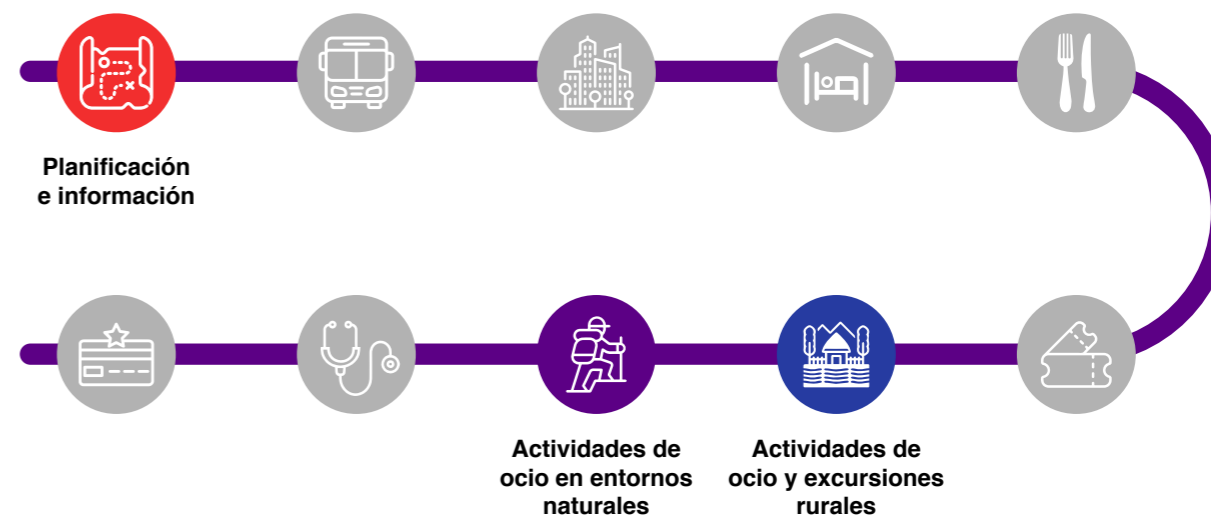 Planificación
e información
Actividades de
ocio en entornos
naturales
Actividades de
ocio y excursiones
rurales